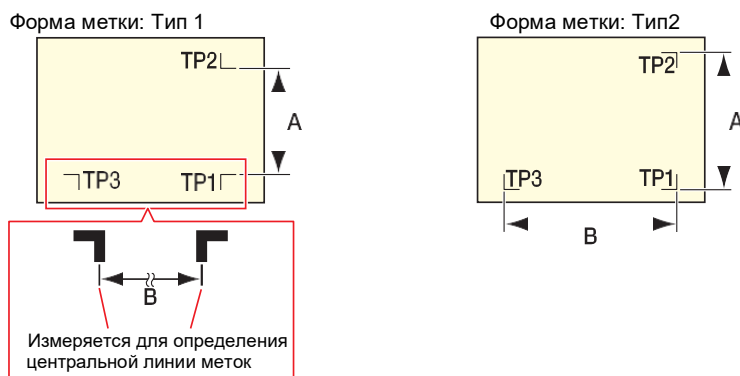 Форма метки: Тип 1
TP2
A
TP3
TP1
B
Измеряется для определения
центральной линии меток
Форма метки: Тип2
TP2
A
TP3
TP1
B